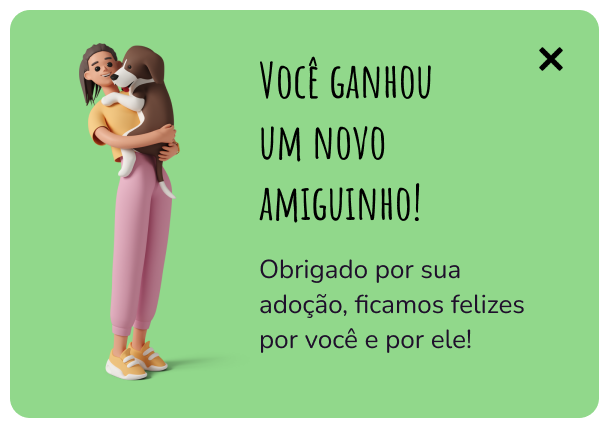 Você ganhou
um novo
amiguinho!
Obrigado por sua
adoção, ficamos felizes
por você e por ele!